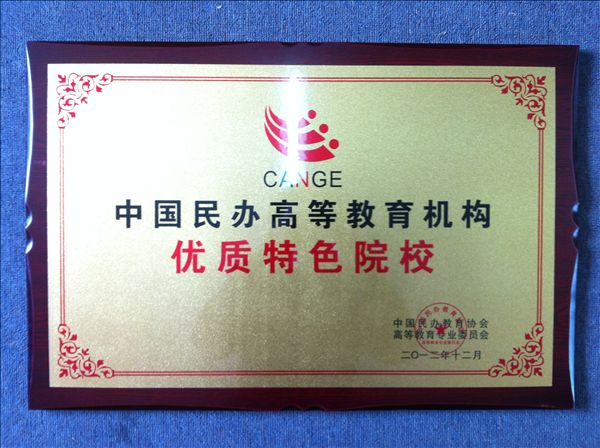 CANGE
中国民办高等教育机构
优质特色院校
中国民办教育协会
高等教育专业委员会
二〇一二年十二月